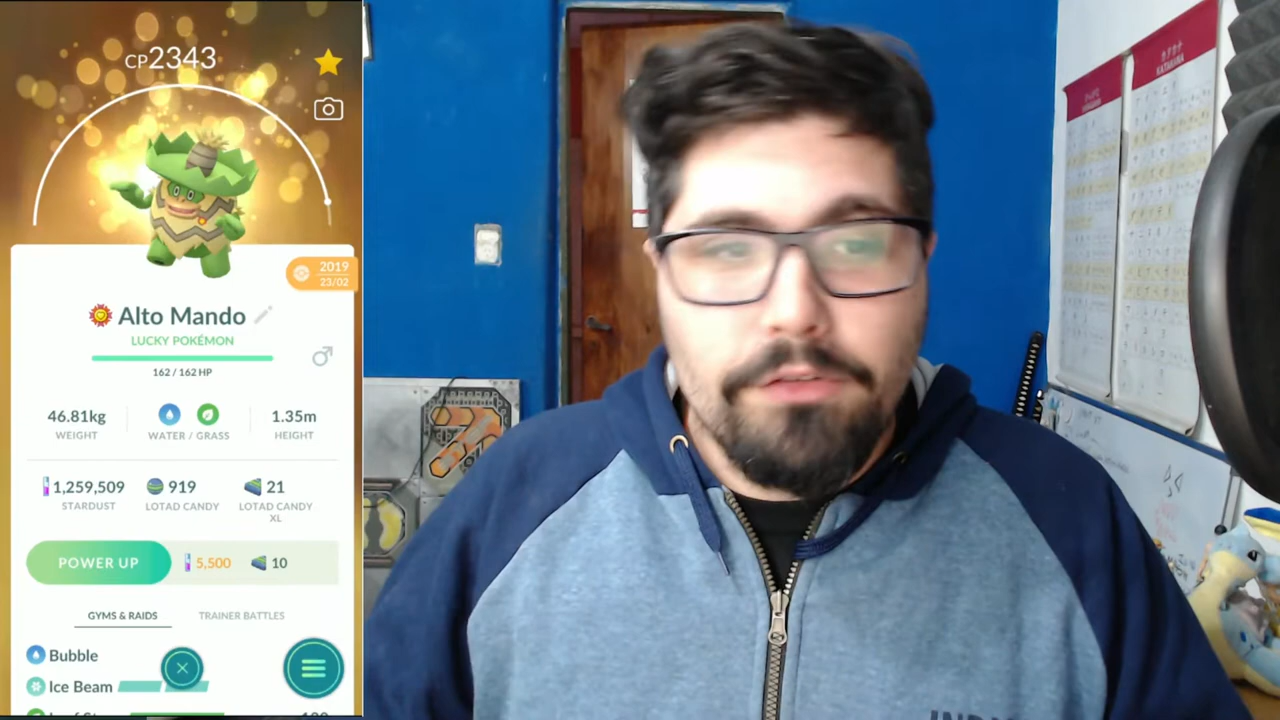 CP2343
2019
23/02
Alto Mando
LUCKY POKÉMON
162 / 162 HP
46.81kg
WEIGHT
WATER / GRASS
1.35m
HEIGHT
1,259,509
STARDUST
919
LOTAD CANDY
21
LOTAD CANDY
XL
POWER UP
5,500
10
GYMS & RAIDS
TRAINER BATTLES
Bubble
Ice Beam
KATAKANA